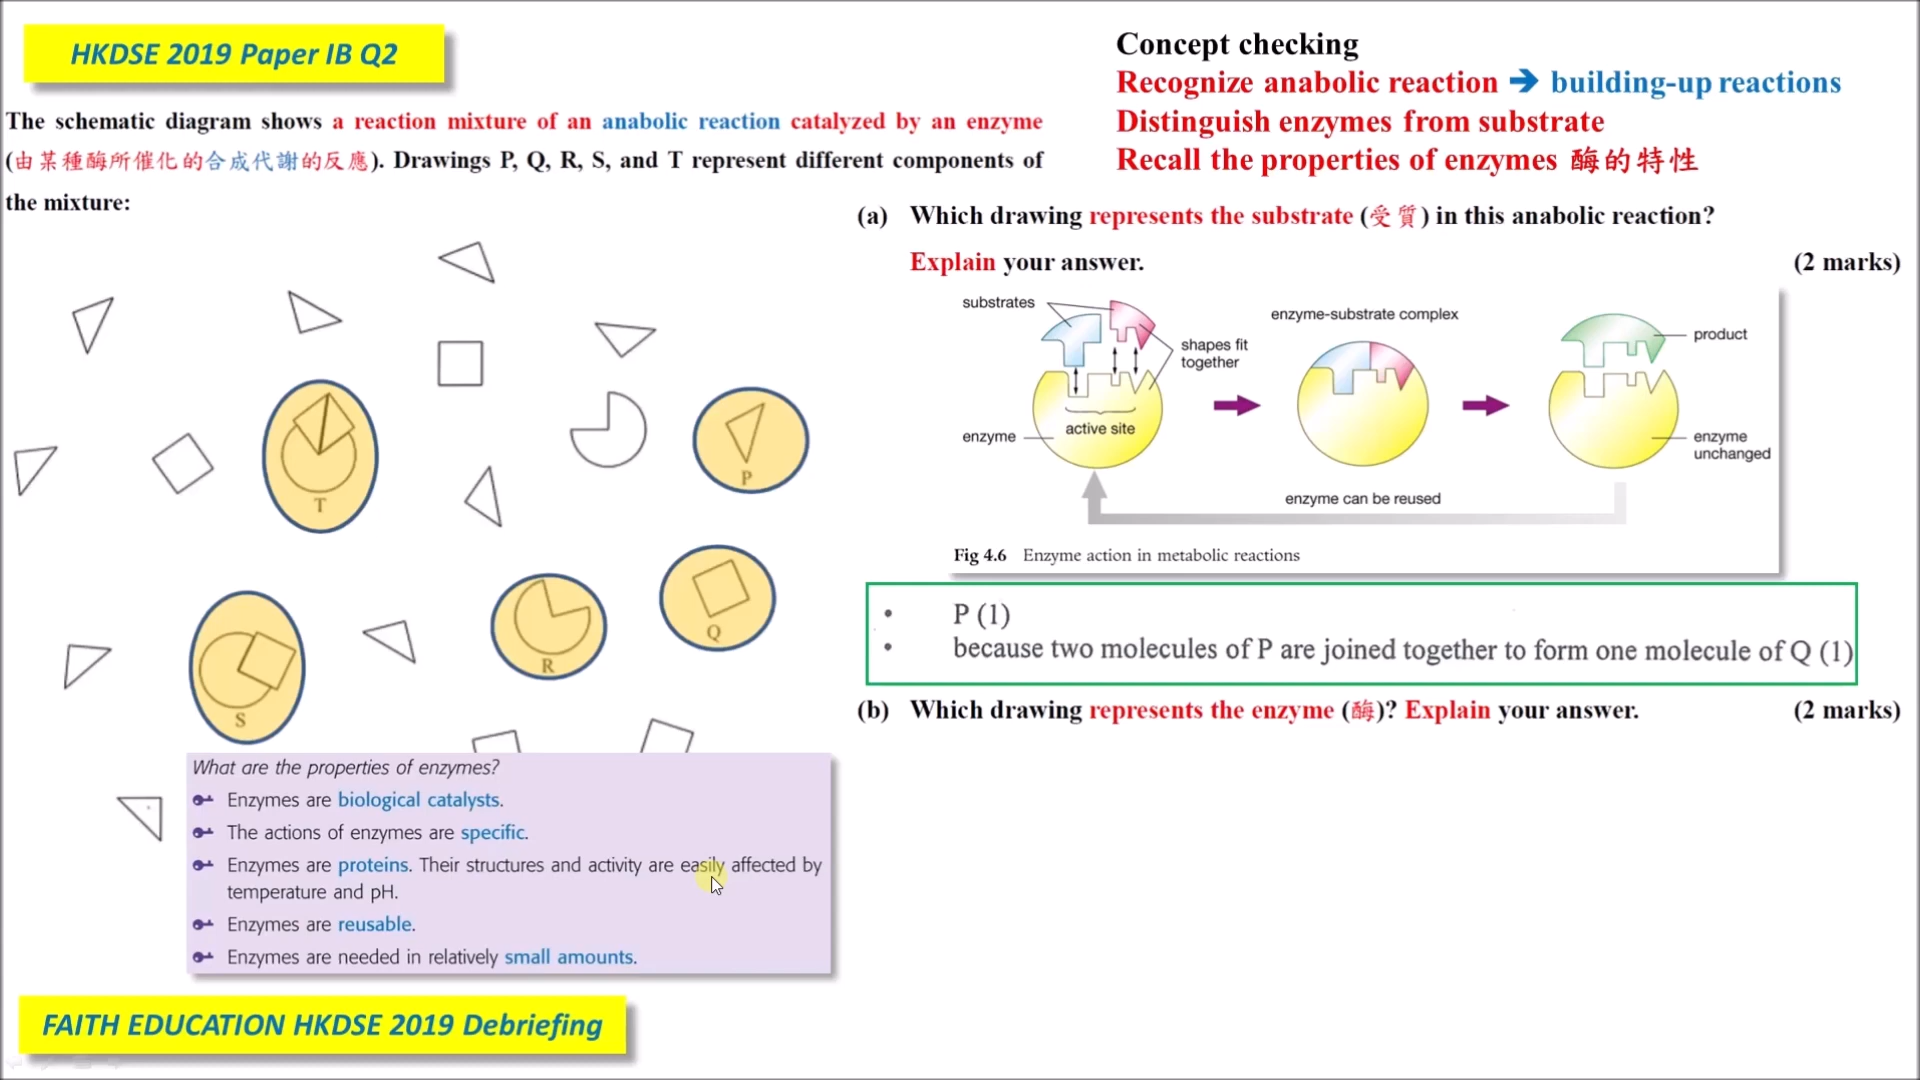 HKDSE 2019 Paper IB Q2
The schematic diagram shows a reaction mixture of an anabolic reaction catalyzed by an enzyme
(由某種酶所催化的合成代謝的反應). Drawings P, Q, R, S, and T represent different components of
the mixture:
T
P
S
R
Q
What are the properties of enzymes?
Enzymes are biological catalysts.
The actions of enzymes are specific.
Enzymes are proteins. Their structures and activity are easily affected by
temperature and pH.
Enzymes are reusable.
Enzymes are needed in relatively small amounts.
FAITH EDUCATION HKDSE 2019 Debriefing
Concept checking
Recognize anabolic reaction ➔ building-up reactions
Distinguish enzymes from substrate
Recall the properties of enzymes 酶的特性
(a) Which drawing represents the substrate (受質) in this anabolic reaction?
Explain your answer. (2 marks)
substrates
shapes fit
together
enzyme
active site
enzyme-substrate complex
product
enzyme
unchanged
enzyme can be reused
Fig 4.6 Enzyme action in metabolic reactions
• P (1)
• because two molecules of P are joined together to form one molecule of Q (1)
(b) Which drawing represents the enzyme (酶)? Explain your answer. (2 marks)